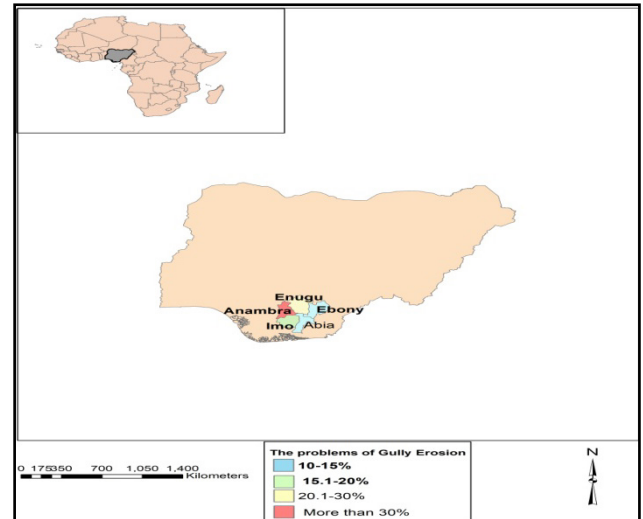 Enugu
Anambra Ebony
Imo Abia
0 175350 700 1,050 1,400
Kilometers
The problems of Gully Erosion
10-15%
15.1-20%
20.1-30%
More than 30%
N